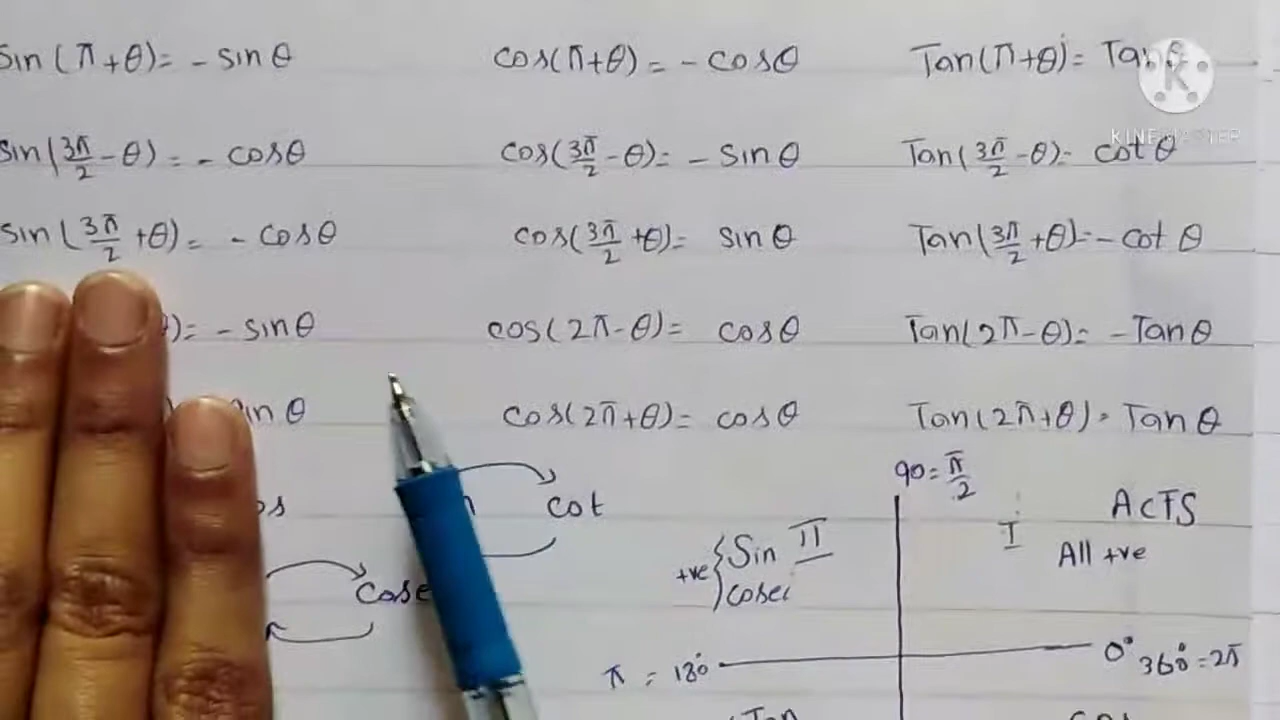 Sin(π+θ)= - sinθ cos(π+θ) = - cosθ Tan(π+θ)= Tanθ
KINEMASTER
sin(3π/2 -θ) = - cosθ cos(3π/2 -θ)= - sinθ Tan(3π/2 -θ)= cotθ
sin(3π/2 +θ)= - cosθ cos(3π/2 +θ)= sinθ Tan(3π/2 +θ)= - cotθ
)= - sinθ cos(2π-θ)= cosθ Tan(2π-θ)= -Tanθ
θ cos(2π+θ)= cosθ Tan(2π+θ)= Tanθ
90 = π/2
cot ACTS
I
+ve { Sin II All +ve
cosec
0° 360° = 2π
π = 180°
Tan